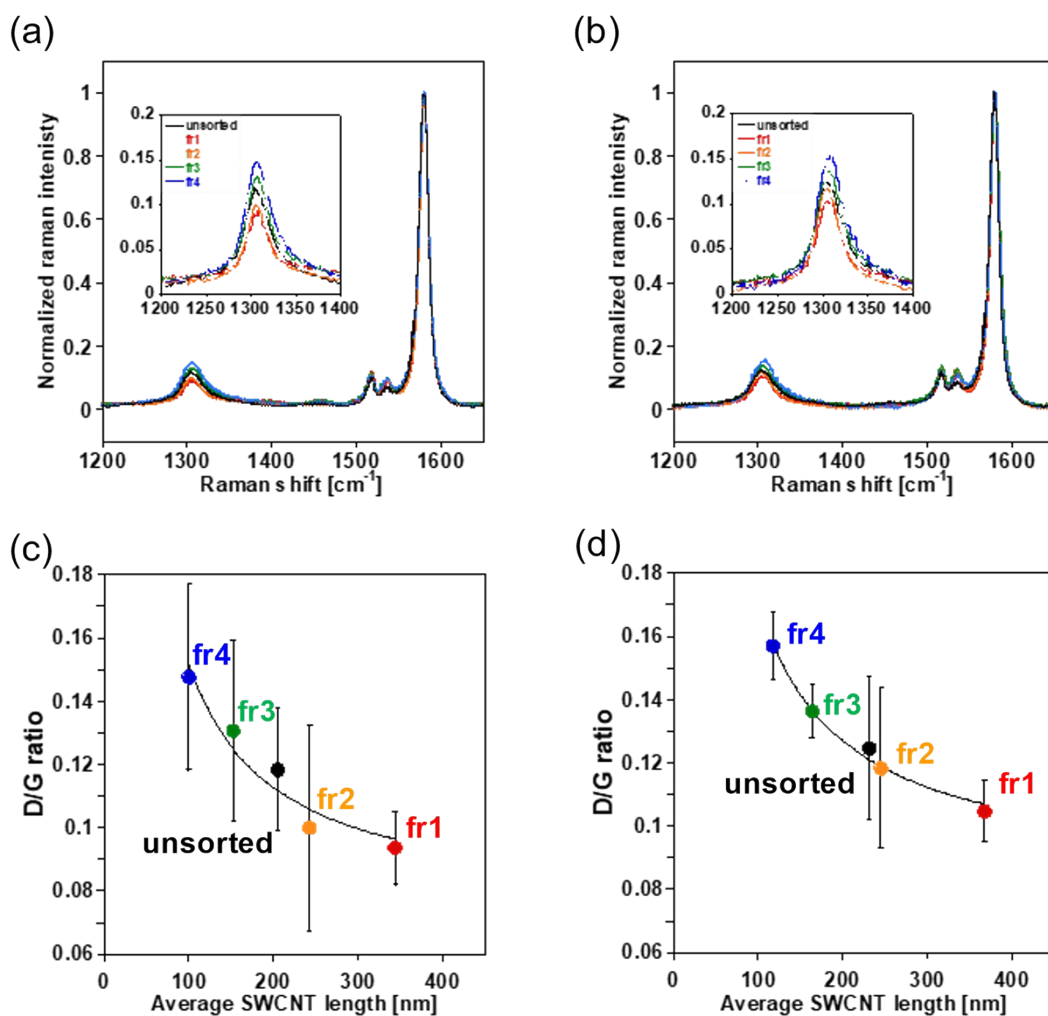 (a)
(b)
Normalized raman intenisty
1
0.8
0.6
0.4
0.2
0
1200 1300 1400 1500 1600
Raman shift [cm-1]
0.2
0.15
0.1
0.05
0
1200 1250 1300 1350 1400
unsorted
fr1
fr2
fr3
fr4
Normalized raman intenisty
1
0.8
0.6
0.4
0.2
0
1200 1300 1400 1500 1600
Raman shift [cm-1]
0.2
0.15
0.1
0.05
0
1200 1250 1300 1350 1400
unsorted
fr1
fr2
fr3
fr4
(c)
(d)
D/G ratio
0.18
0.16
0.14
0.12
0.1
0.08
0.06
0 100 200 300 400
Average SWCNT length [nm]
fr4
fr3
unsorted
fr2
fr1
D/G ratio
0.18
0.16
0.14
0.12
0.1
0.08
0.06
0 100 200 300 400
Average SWCNT length [nm]
fr4
fr3
unsorted
fr2
fr1